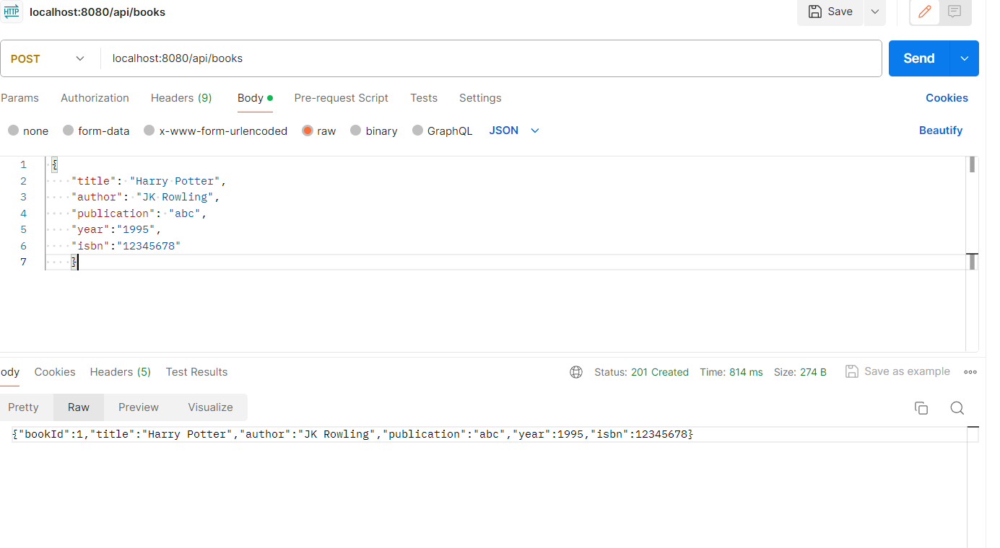 HTTP localhost:8080/api/books Save
POST localhost:8080/api/books Send
Params Authorization Headers (9) Body Pre-request Script Tests Settings Cookies
none form-data x-www-form-urlencoded raw binary GraphQL JSON Beautify
1 {
2 "title": "Harry Potter",
3 "author": "JK Rowling",
4 "publication": "abc",
5 "year":"1995",
6 "isbn":"12345678"
7 }
ody Cookies Headers (5) Test Results Status: 201 Created Time: 814 ms Size: 274 B Save as example
Pretty Raw Preview Visualize
{"bookId":1,"title":"Harry Potter","author":"JK Rowling","publication":"abc","year":1995,"isbn":12345678}